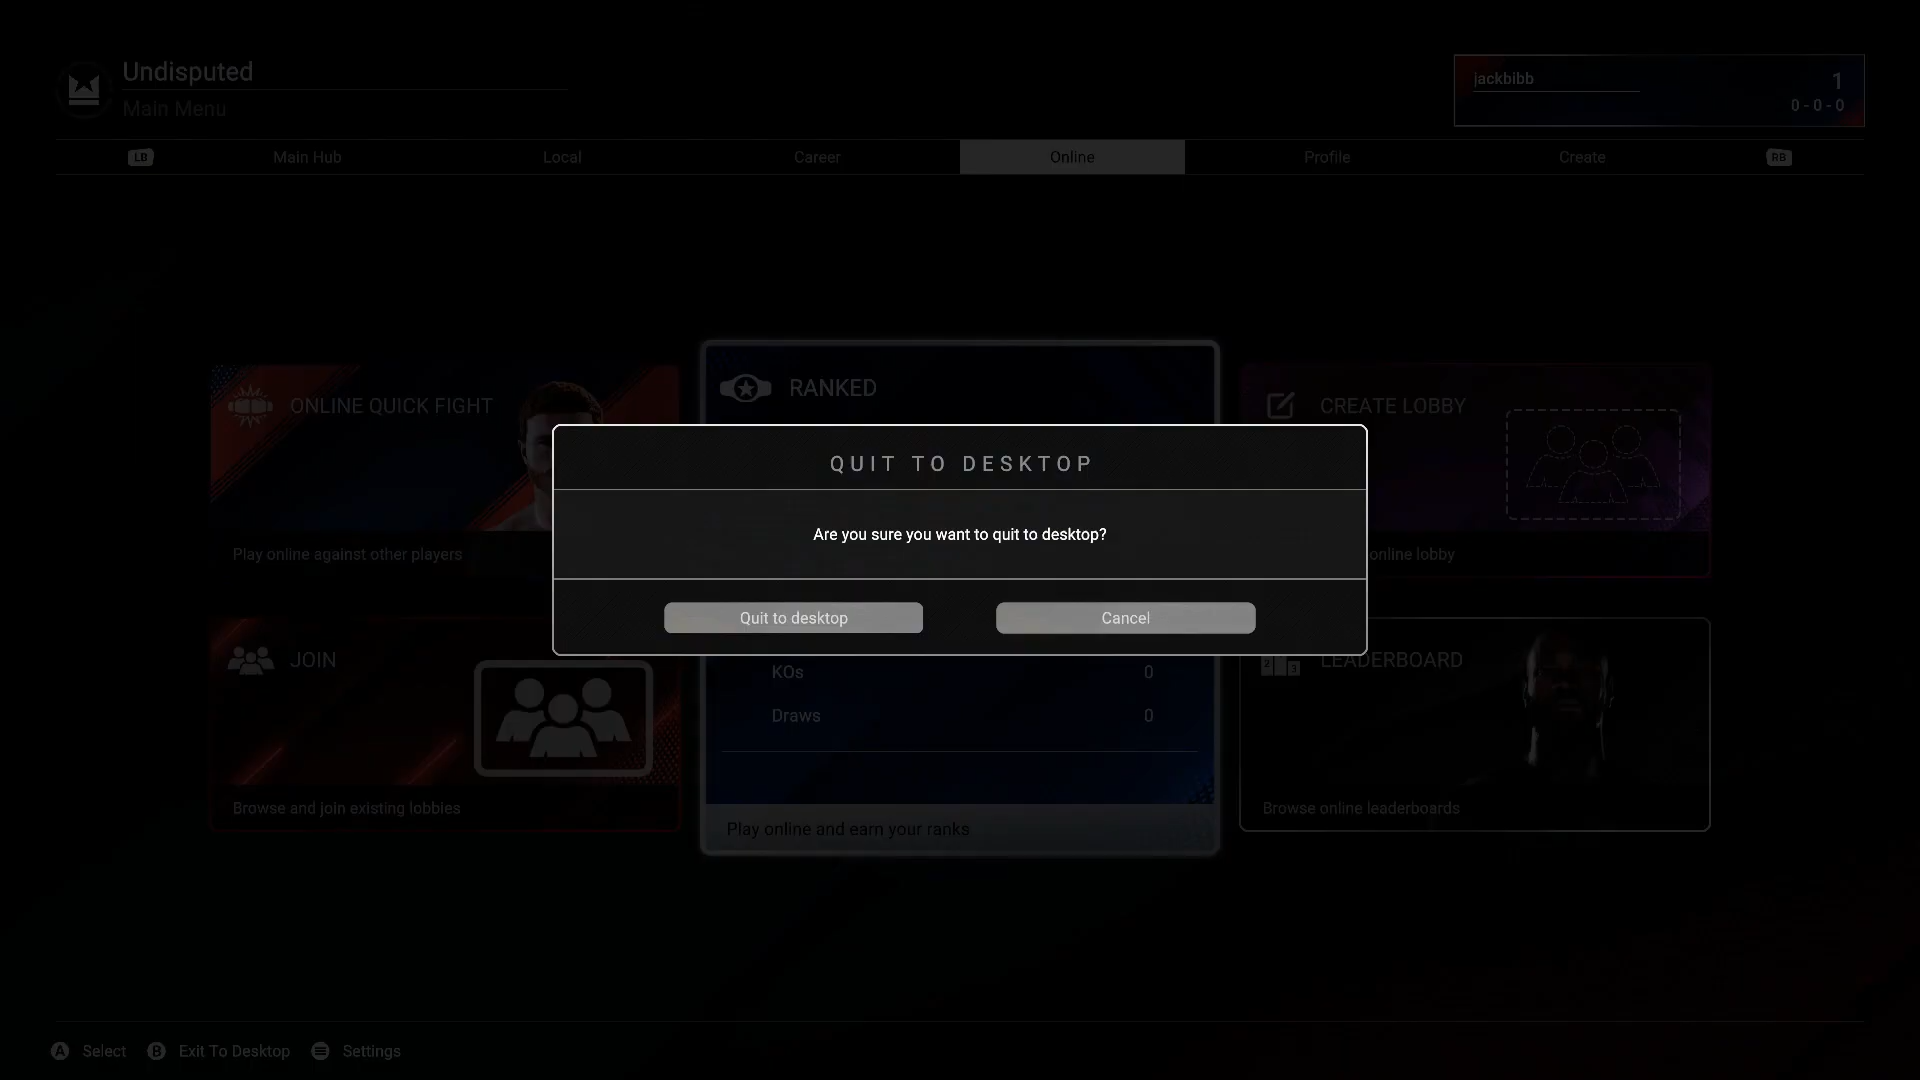 Undisputed
Main Menu
jackbibb
1
0 - 0 - 0
LB
Main Hub
Local
Career
Online
Profile
Create
RB
ONLINE QUICK FIGHT
Play online against other players
RANKED
CREATE LOBBY
online lobby
QUIT TO DESKTOP
Are you sure you want to quit to desktop?
Quit to desktop
Cancel
JOIN
Browse and join existing lobbies
KOs 0
Draws 0
Play online and earn your ranks
2 3
LEADERBOARD
Browse online leaderboards
A Select
B Exit To Desktop
Settings